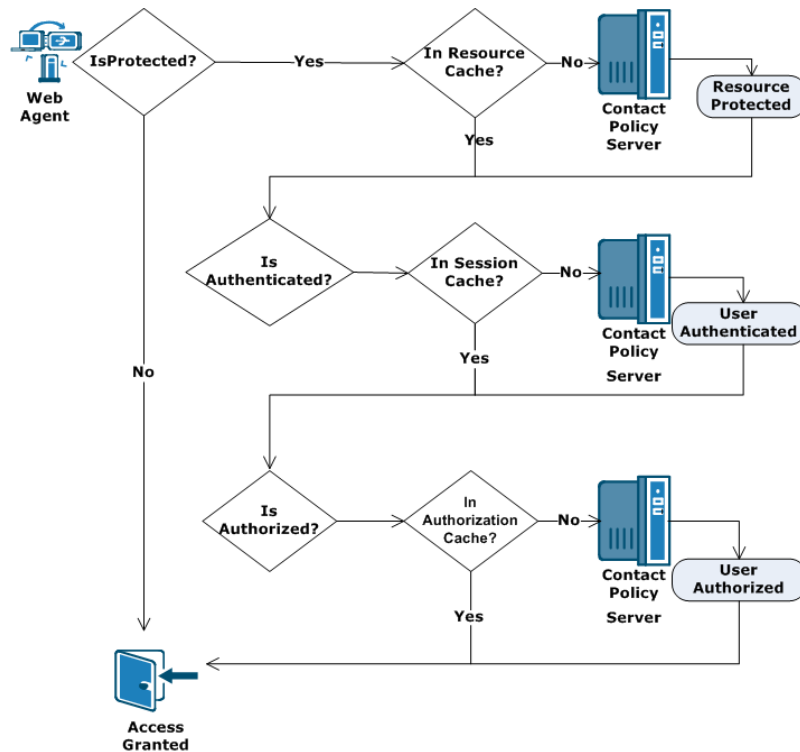 Web
Agent
IsProtected?
Yes
In Resource
Cache?
No
Contact
Policy
Server
Resource
Protected
Yes
Is
Authenticated?
In Session
Cache?
No
Contact
Policy
Server
User
Authenticated
Yes
No
Is
Authorized?
In
Authorization
Cache?
No
Contact
Policy
Server
User
Authorized
Yes
Access
Granted